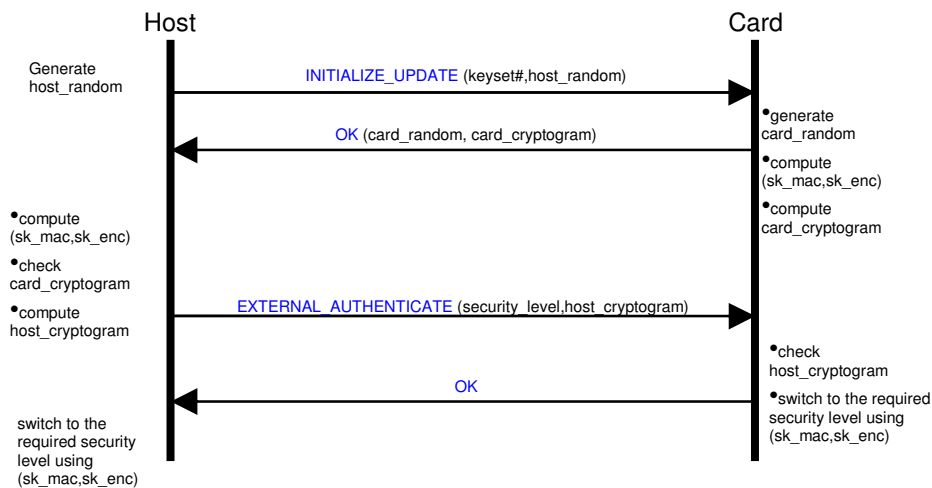 Host
Card
Generate
host_random
INITIALIZE_UPDATE (keyset#,host_random)
•generate
card_random
OK (card_random, card_cryptogram)
•compute
(sk_mac,sk_enc)
•compute
card_cryptogram
•compute
(sk_mac,sk_enc)
•check
card_cryptogram
•compute
host_cryptogram
EXTERNAL_AUTHENTICATE (security_level,host_cryptogram)
•check
host_cryptogram
OK
•switch to the required
security level using
(sk_mac,sk_enc)
switch to the
required security
level using
(sk_mac,sk_enc)